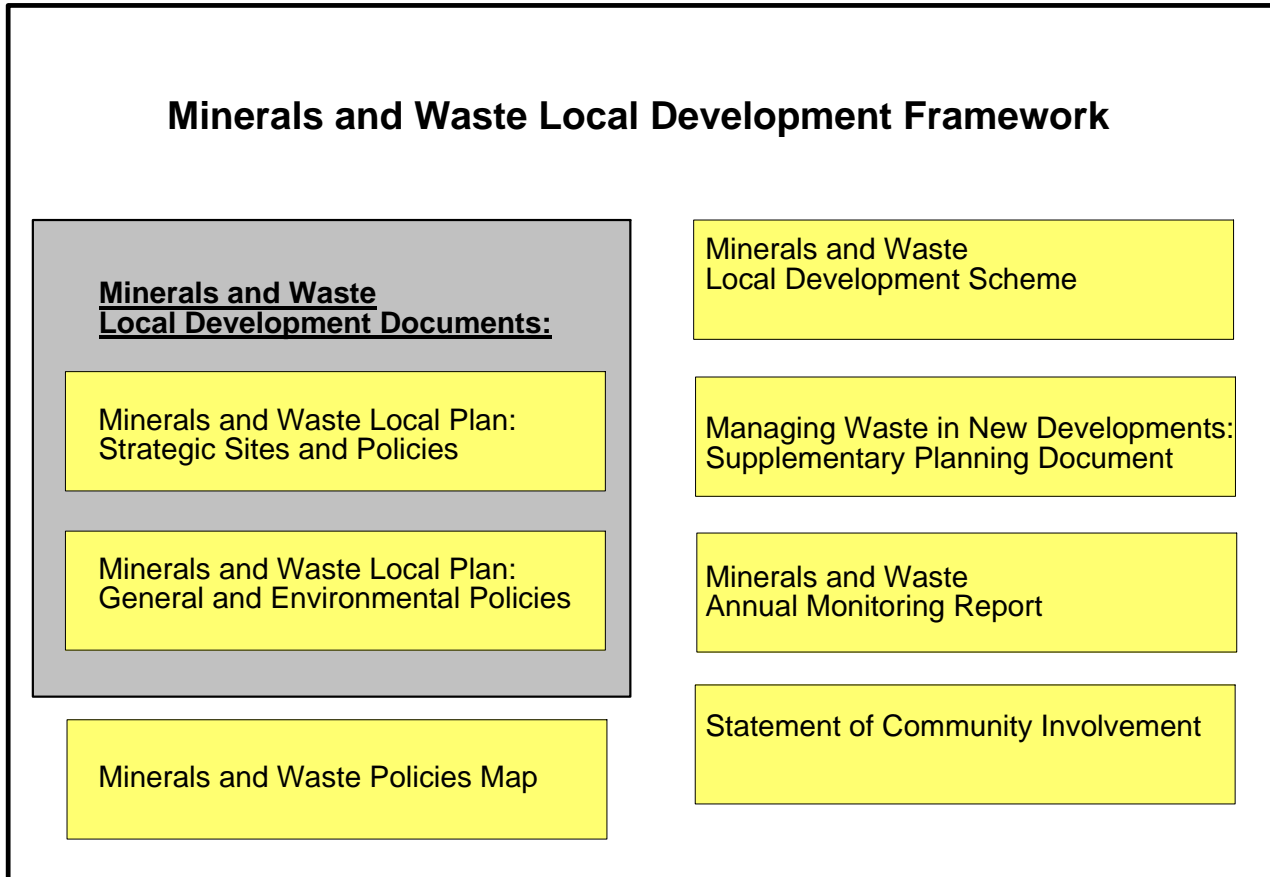 Minerals and Waste Local Development Framework
Minerals and Waste
Local Development Documents:
Minerals and Waste Local Plan:
Strategic Sites and Policies
Minerals and Waste Local Plan:
General and Environmental Policies
Minerals and Waste Policies Map
Minerals and Waste
Local Development Scheme
Managing Waste in New Developments:
Supplementary Planning Document
Minerals and Waste
Annual Monitoring Report
Statement of Community Involvement